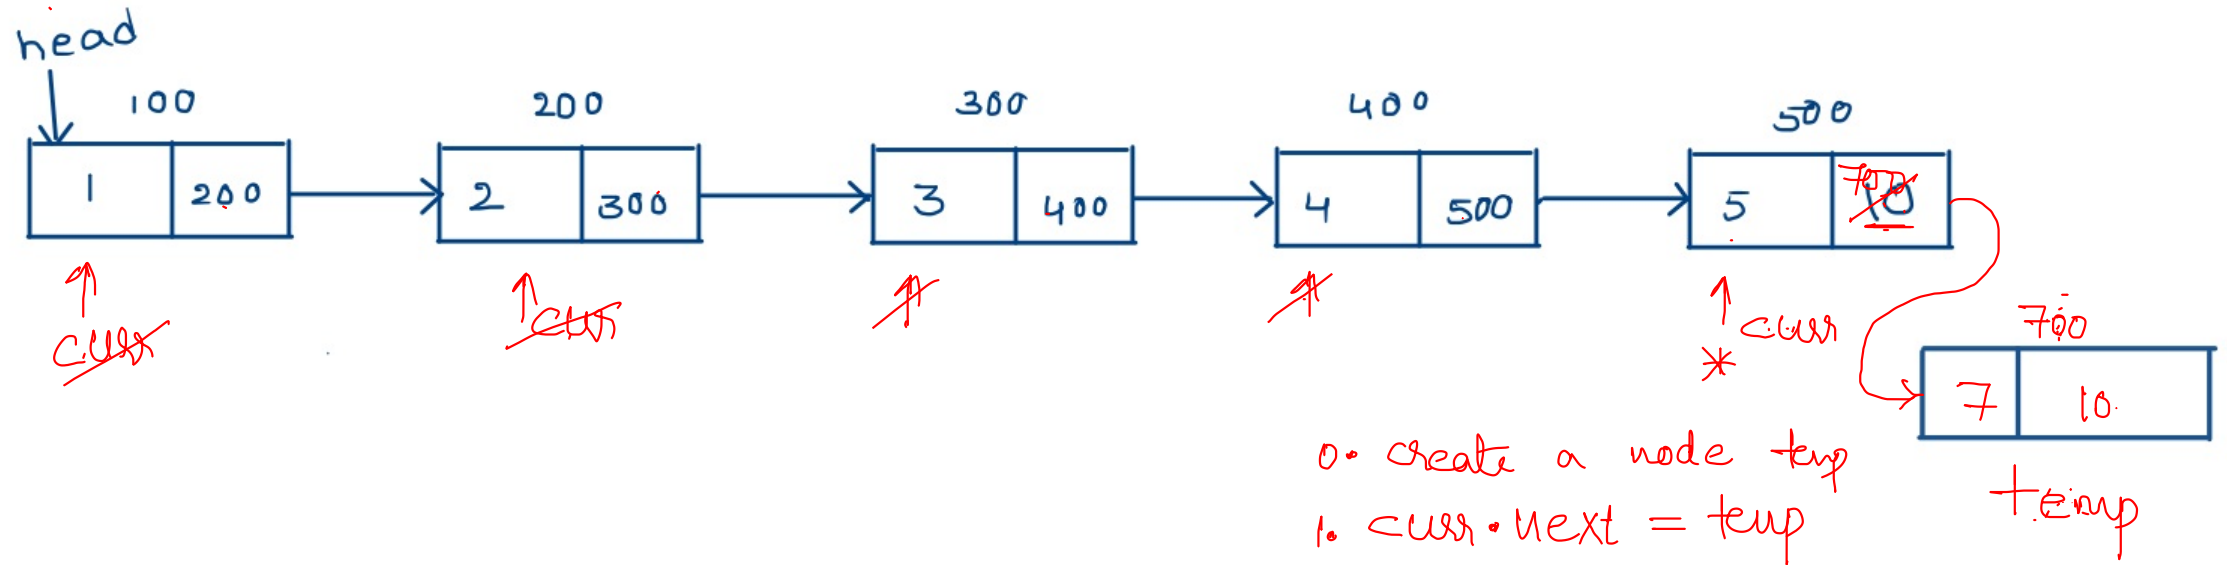 head
100 200 300 400 500
1 200 2 300 3 400 4 500 5 700 10
curr curr curr
700
7 10
0. create a node temp
1. curr.next = temp
temp